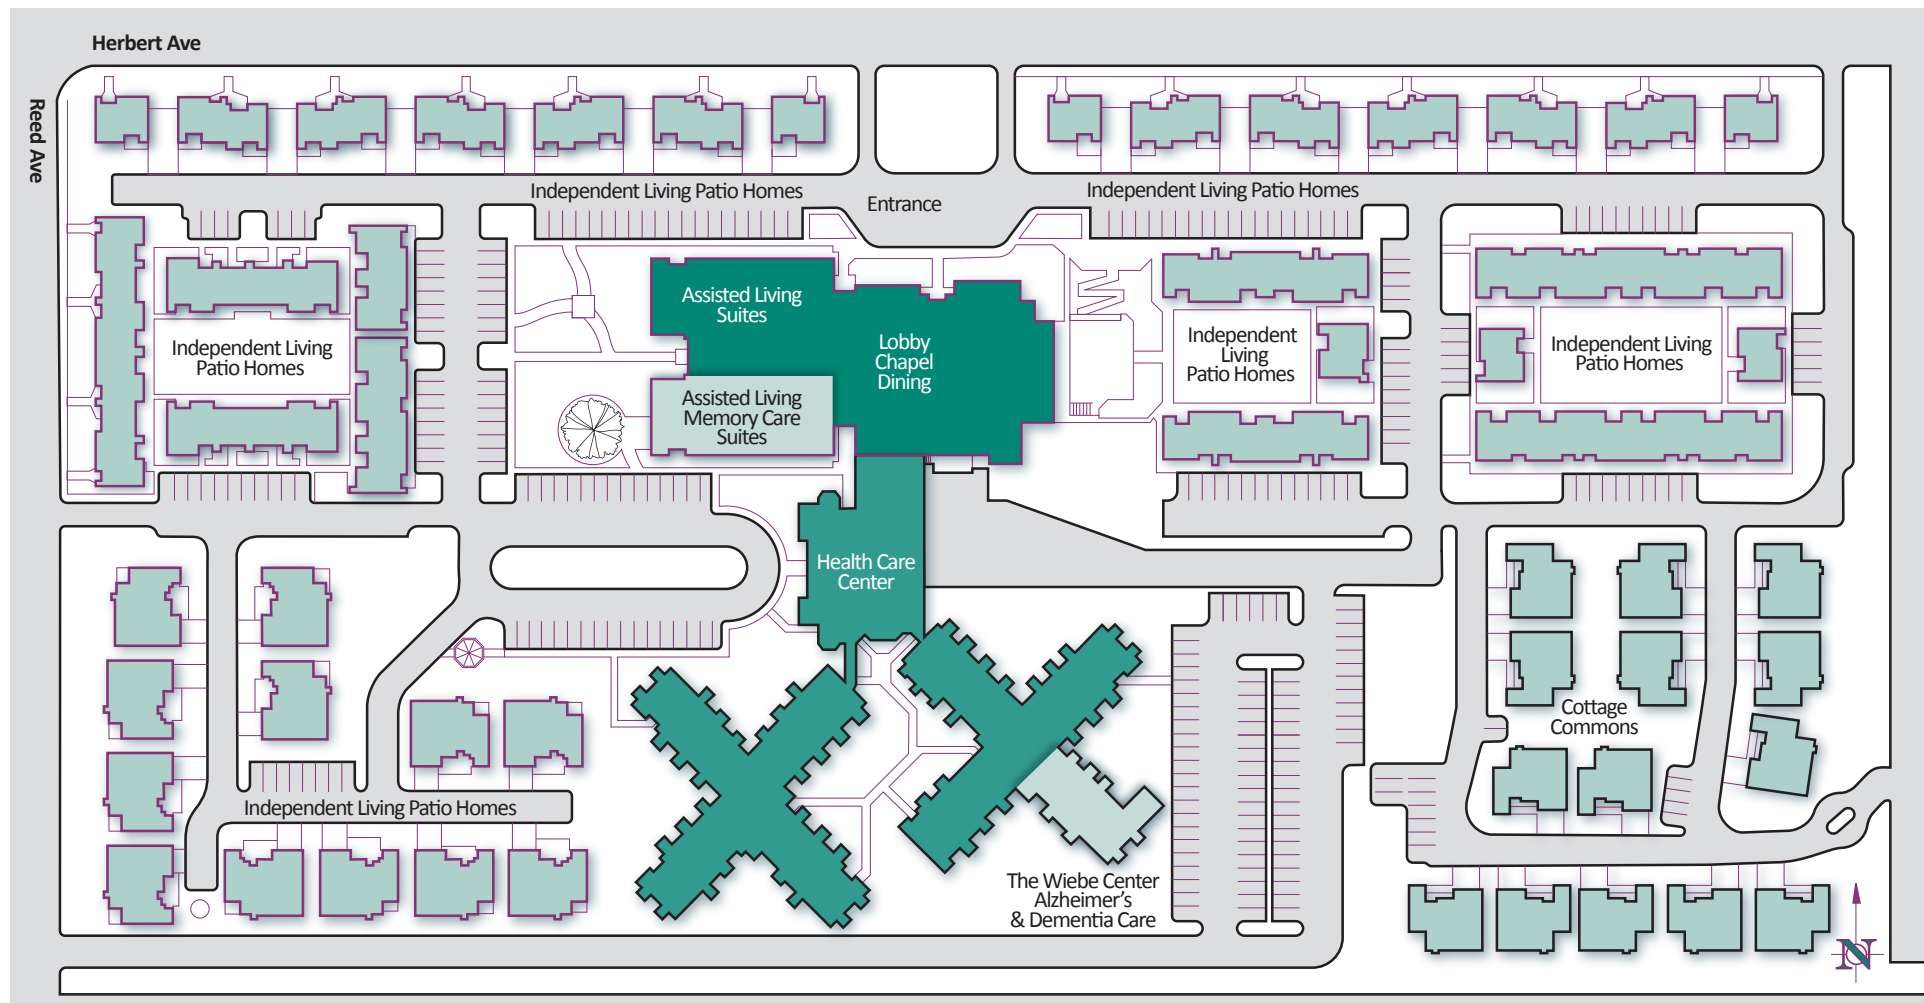 Herbert Ave
Reed Ave
Independent Living Patio Homes
Entrance
Independent Living Patio Homes
Assisted Living
Suites
Lobby
Chapel
Dining
Independent Living
Patio Homes
Independent
Living
Patio Homes
Independent Living
Patio Homes
Assisted Living
Memory Care
Suites
Health Care
Center
Cottage
Commons
Independent Living Patio Homes
The Wiebe Center
Alzheimer's
& Dementia Care
N